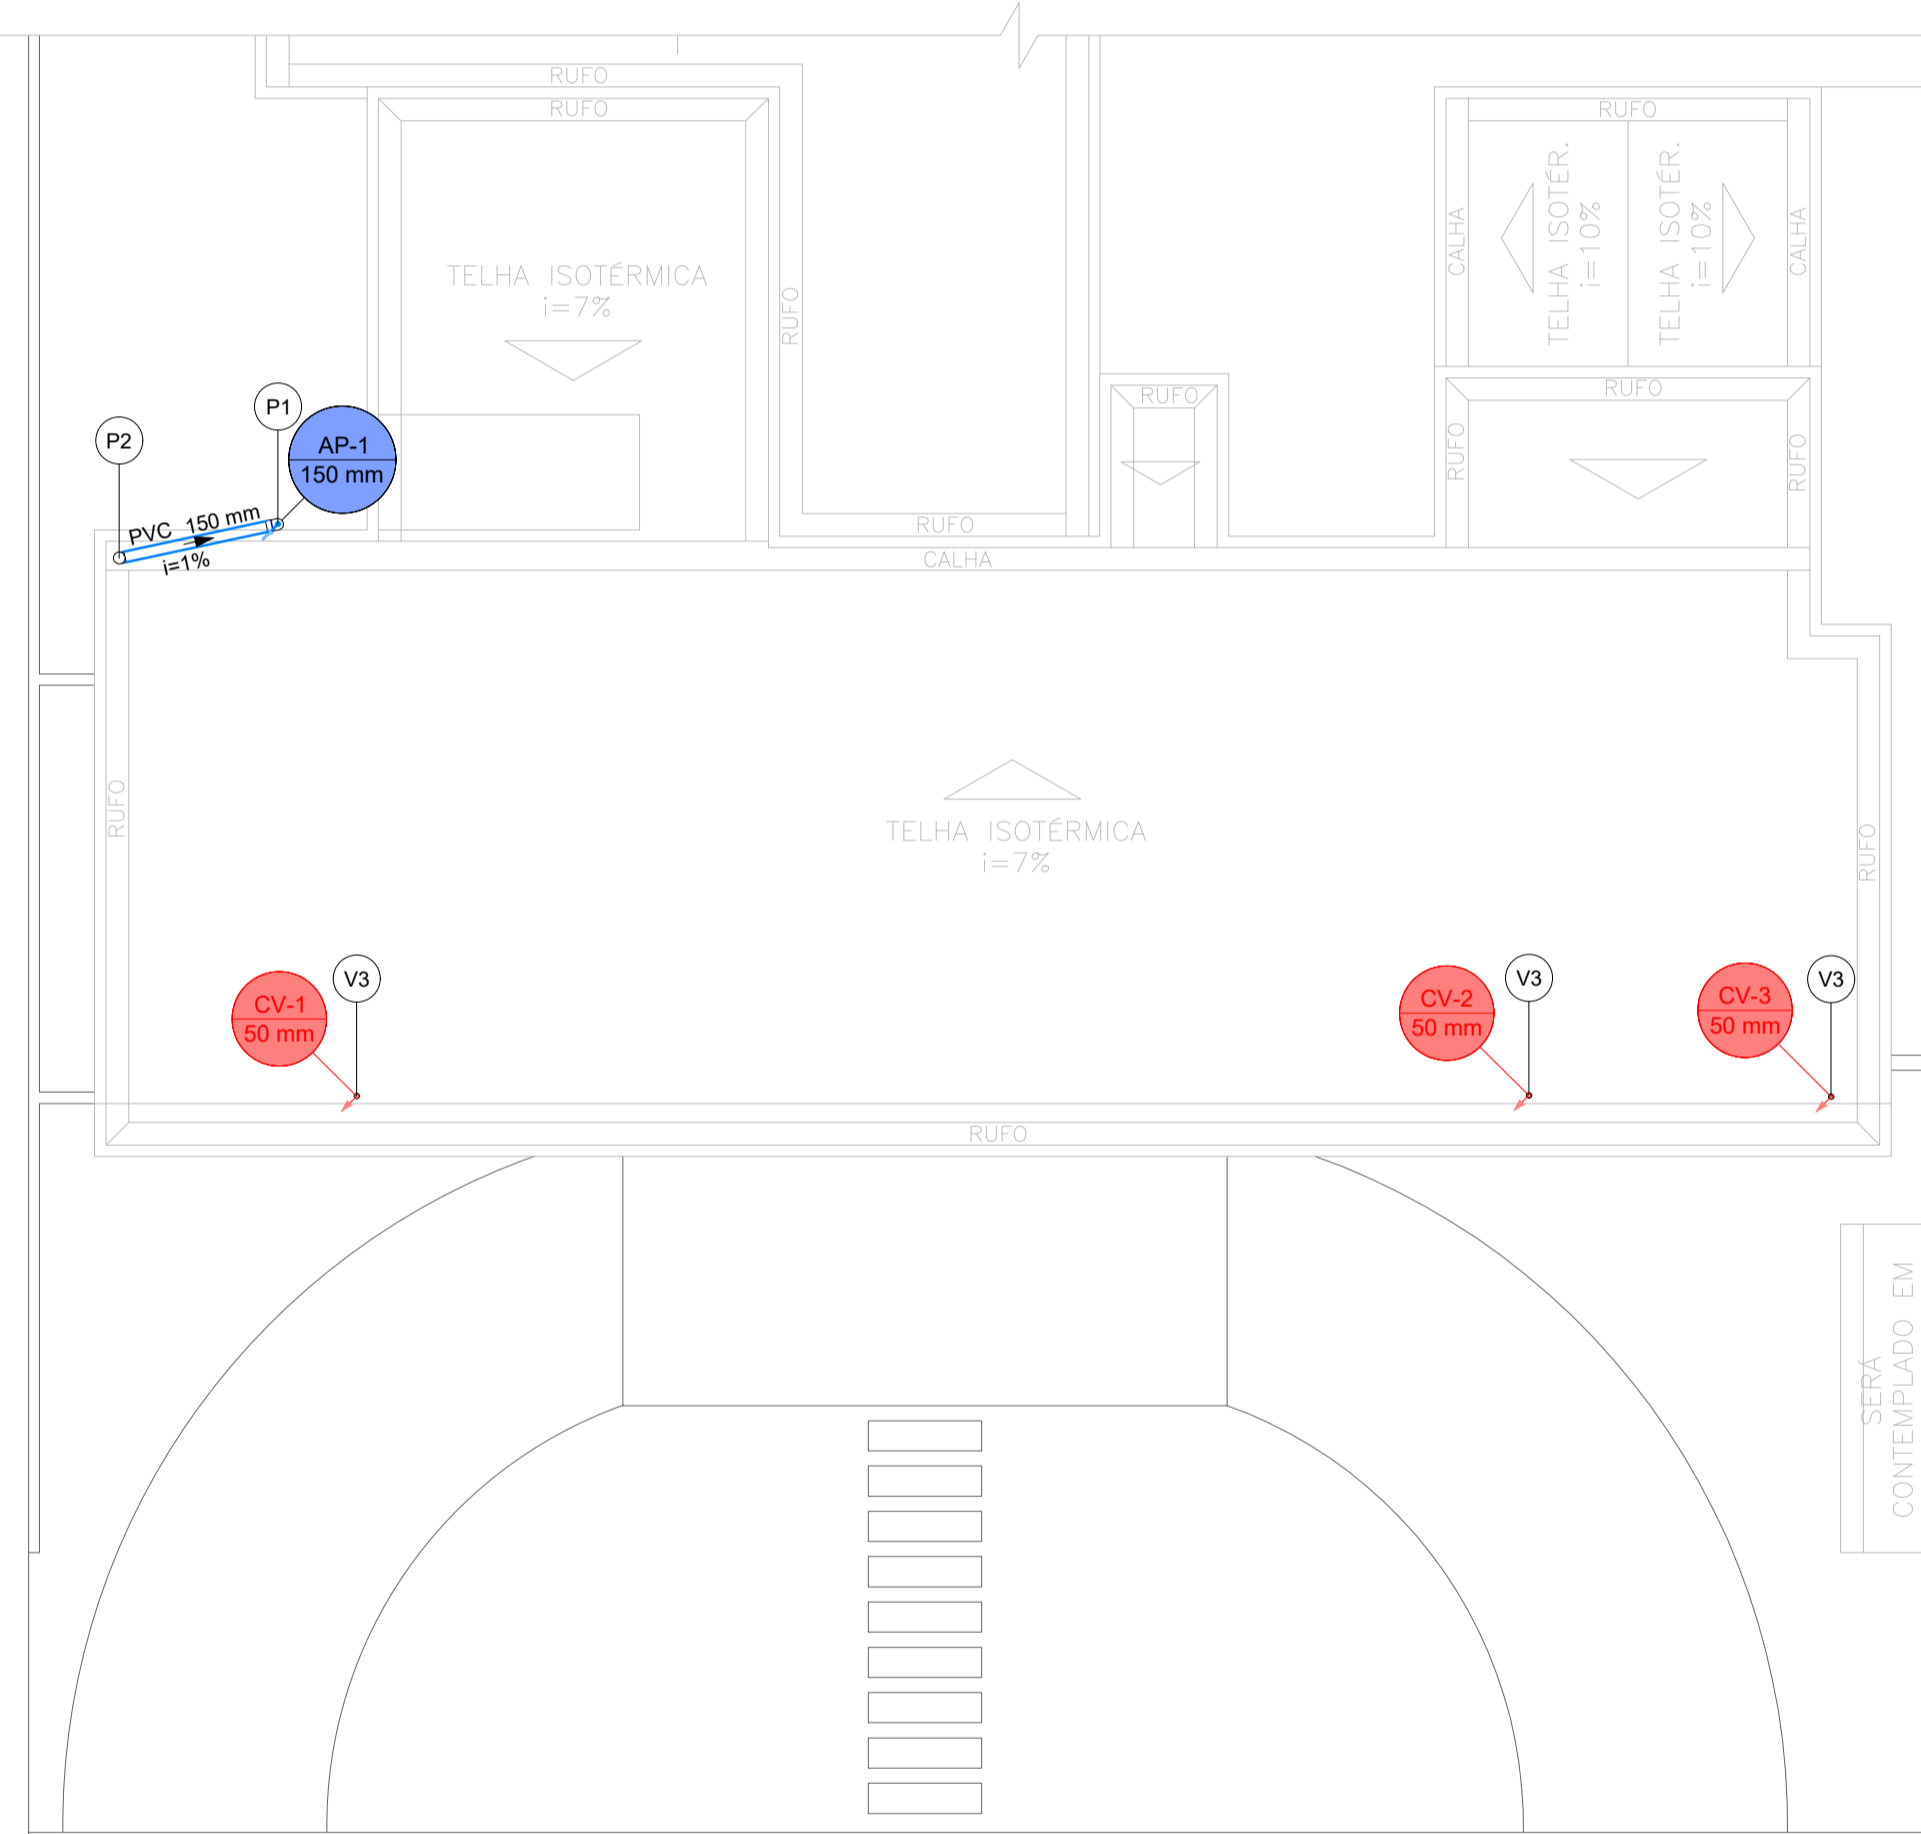 RUFO
RUFO
RUFO
TELHA ISOTÉRMICA
i=7%
RUFO
CALHA
TELHA ISOTÉR.
i=10%
TELHA ISOTÉR.
i=10%
CALHA
P1
P2
AP-1
150 mm
RUFO
RUFO
RUFO
RUFO
PVC 150 mm
i=1%
RUFO
CALHA
RUFO
TELHA ISOTÉRMICA
i=7%
RUFO
CV-1
50 mm
V3
CV-2
50 mm
V3
CV-3
50 mm
V3
RUFO
SERÁ
CONTEMPLADO EM